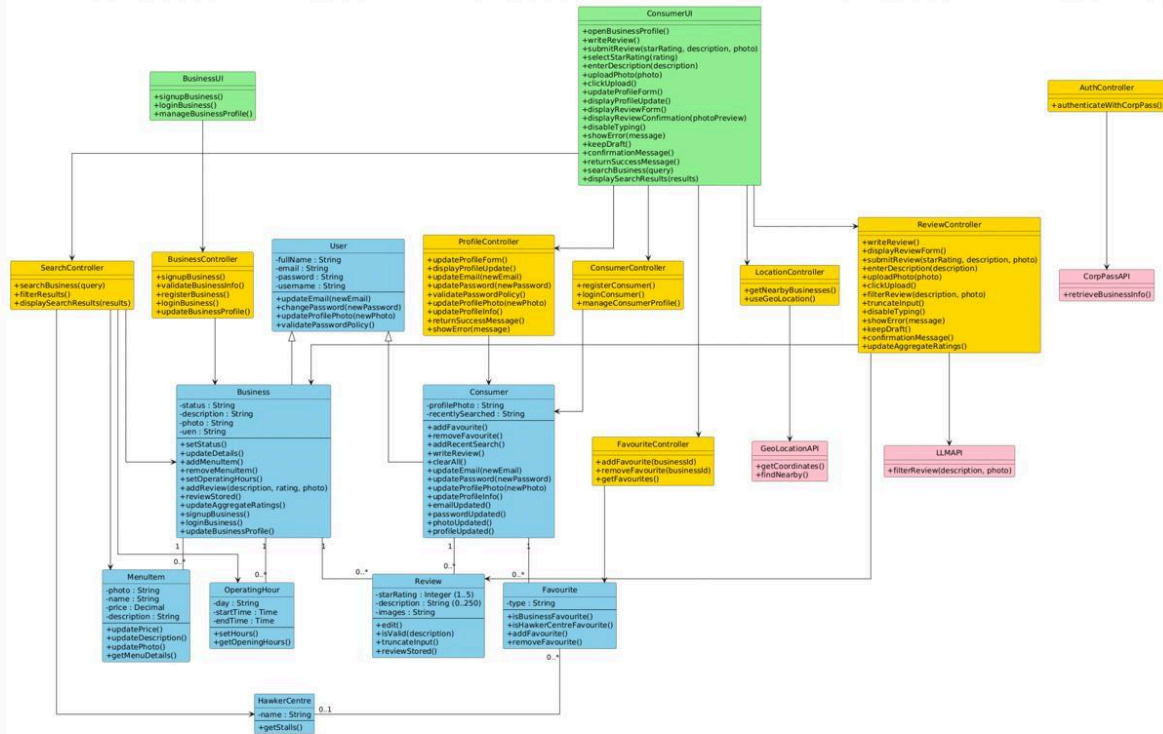 ConsumerUI
+openBusinessProfile()
+writeReview()
+submitReview(starRating, description, photo)
+selectStarRating(rating)
+enterDescription(description)
+uploadPhoto(photo)
+clickUpload()
+updateProfileForm()
+displayProfileUpdate()
+displayReviewForm()
+displayReviewConfirmation(photoPreview)
+disableTyping()
+showError(message)
+keepDraft()
+confirmationMessage()
+returnSuccessMessage()
+searchBusiness(query)
+displaySearchResults(results)
BusinessUI
+signupBusiness()
+loginBusiness()
+manageBusinessProfile()
AuthController
+authenticateWithCorpPass()
SearchController
+searchBusiness(query)
+filterResults()
+displaySearchResults(results)
BusinessController
+signupBusiness()
+validateBusinessInfo()
+registerBusiness()
+loginBusiness()
+updateBusinessProfile()
User
-fullName : String
-email : String
-password : String
-username : String
+updateEmail(newEmail)
+changePassword(newPassword)
+updateProfilePhoto(newPhoto)
+validatePasswordPolicy()
ProfileController
+updateProfileForm()
+displayProfileUpdate()
+updateEmail(newEmail)
+updatePassword(newPassword)
+validatePasswordPolicy()
+updateProfilePhoto(newPhoto)
+updateProfileInfo()
+returnSuccessMessage()
+showError(message)
ConsumerController
+registerConsumer()
+loginConsumer()
+manageConsumerProfile()
LocationController
+getNearbyBusinesses()
+useGeoLocation()
ReviewController
+writeReview()
+displayReviewForm()
+submitReview(starRating, description, photo)
+enterDescription(description)
+uploadPhoto(photo)
+clickUpload()
+filterReview(description, photo)
+truncateInput()
+disableTyping()
+showError(message)
+keepDraft()
+confirmationMessage()
+updateAggregateRatings()
CorpPassAPI
+retrieveBusinessInfo()
Business
-status : String
-description : String
-photo : String
-uen : String
+setStatus()
+updateDetails()
+addMenuItem()
+removeMenuItem()
+setOperatingHours()
+addReview(description, rating, photo)
+reviewStored()
+updateAggregateRatings()
+signupBusiness()
+loginBusiness()
+updateBusinessProfile()
Consumer
-profilePhoto : String
-recentlySearched : String
+addFavourite()
+removeFavourite()
+addRecentSearch()
+writeReview()
+clearAll()
+updateEmail(newEmail)
+updatePassword(newPassword)
+updateProfilePhoto(newPhoto)
+updateProfileInfo()
+emailUpdated()
+passwordUpdated()
+photoUpdated()
+profileUpdated()
FavouriteController
+addFavourite(businessId)
+removeFavourite(businessId)
+getFavourites()
GeoLocationAPI
+getCoordinates()
+findNearby()
LLMAPI
+filterReview(description, photo)
1 1 1 1 1
0..* 0..* 0..* 0..* 0..*
MenuItem
-photo : String
-name : String
-price : Decimal
-description : String
+updatePrice()
+updateDescription()
+updatePhoto()
+getMenuDetails()
OperatingHour
-day : String
-startTime : Time
-endTime : Time
+setHours()
+getOpeningHours()
Review
-starRating : Integer (1..5)
-description : String (0..250)
-images : String
+edit()
+isValid(description)
+truncateInput()
+reviewStored()
Favourite
-type : String
+isBusinessFavourite()
+isHawkerCentreFavourite()
+addFavourite()
+removeFavourite()
0..*
HawkerCentre
-name : String
+getStalls()
0..1